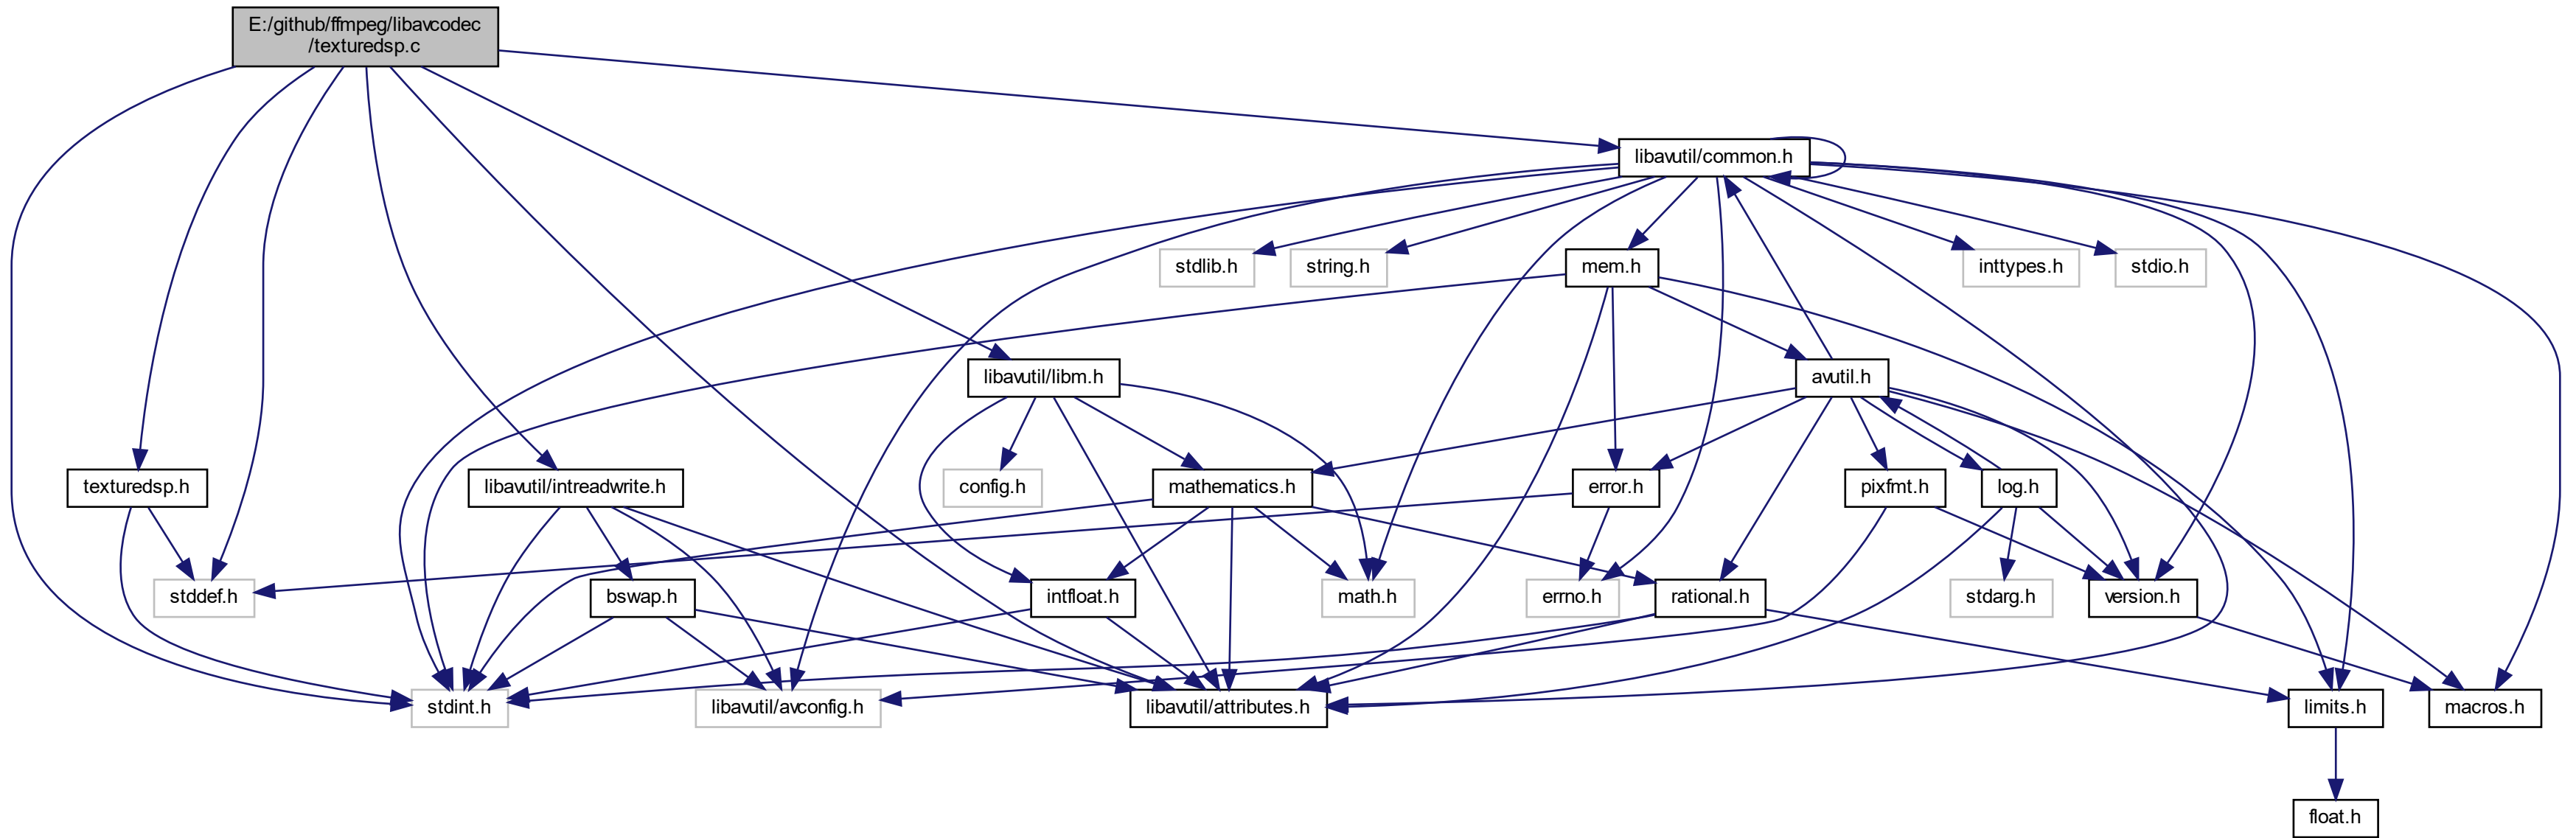 E:/github/ffmpeg/libavcodec
/texturedsp.c
libavutil/common.h
stdlib.h
string.h
mem.h
inttypes.h
stdio.h
libavutil/libm.h
avutil.h
texturedsp.h
libavutil/intreadwrite.h
config.h
mathematics.h
error.h
pixfmt.h
log.h
stddef.h
bswap.h
intfloat.h
math.h
errno.h
rational.h
stdarg.h
version.h
stdint.h
libavutil/avconfig.h
libavutil/attributes.h
limits.h
macros.h
float.h